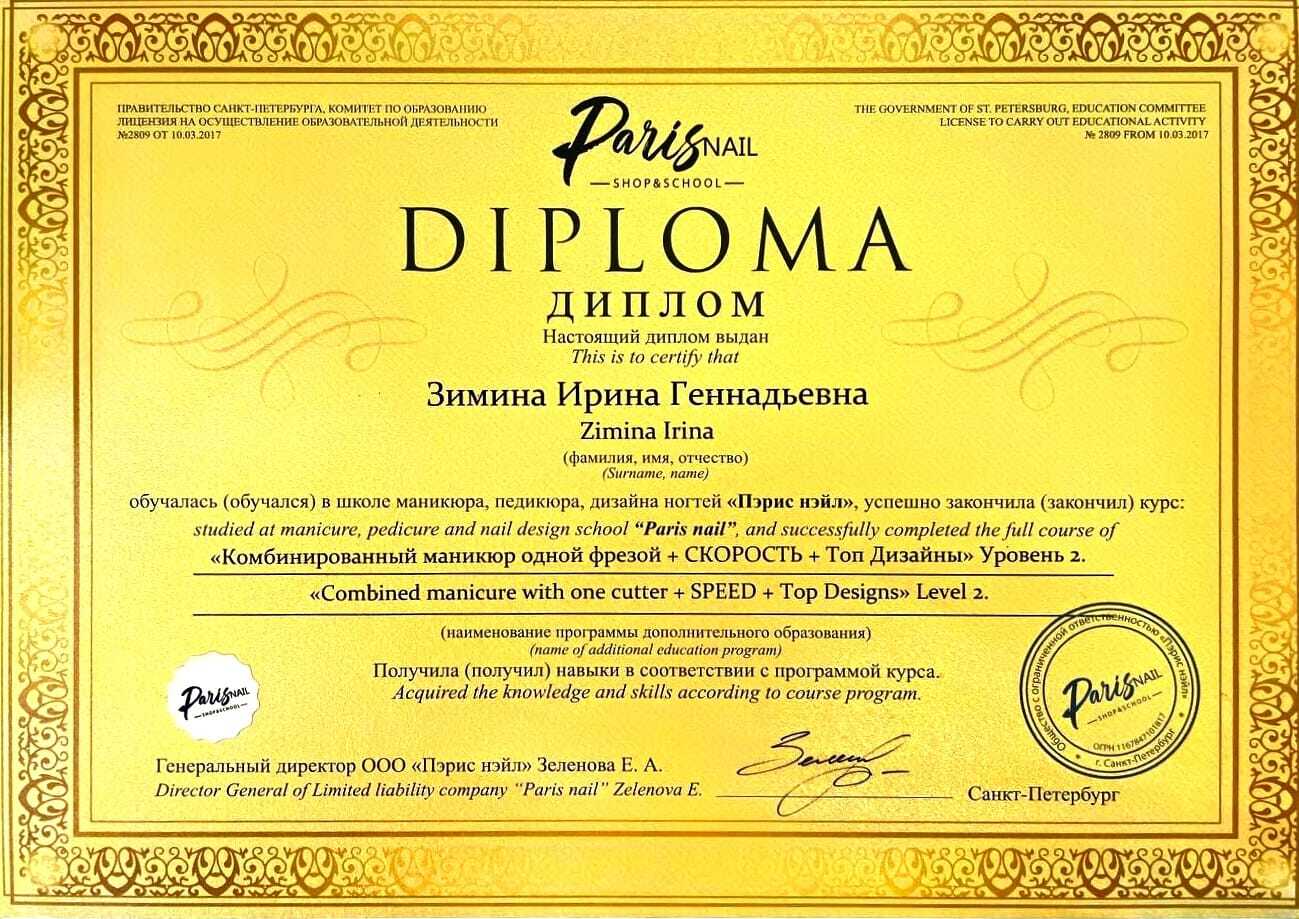 ПРАВИТЕЛЬСТВО САНКТ-ПЕТЕРБУРГА, КОМИТЕТ ПО ОБРАЗОВАНИЮ
ЛИЦЕНЗИЯ НА ОСУЩЕСТВЛЕНИЕ ОБРАЗОВАТЕЛЬНОЙ ДЕЯТЕЛЬНОСТИ
№2809 ОТ 10.03.2017
THE GOVERNMENT OF ST. PETERSBURG, EDUCATION COMMITTEE
LICENSE TO CARRY OUT EDUCATIONAL ACTIVITY
№ 2809 FROM 10.03.2017
Paris NAIL
SHOP&SCHOOL
DIPLOMA
ДИПЛОМ
Настоящий диплом выдан
This is to certify that
Зимина Ирина Геннадьевна
Zimina Irina
(фамилия, имя, отчество)
(Surname, name)
обучалась (обучался) в школе маникюра, педикюра, дизайна ногтей «Пэрис нэйл», успешно закончила (закончил) курс:
studied at manicure, pedicure and nail design school “Paris nail”, and successfully completed the full course of
«Комбинированный маникюр одной фрезой + СКОРОСТЬ + Топ Дизайны» Уровень 2.
«Combined manicure with one cutter + SPEED + Top Designs» Level 2.
(наименование программы дополнительного образования)
(name of additional education program)
Получила (получил) навыки в соответствии с программой курса.
Acquired the knowledge and skills according to course program.
Paris NAIL
SHOP&SCHOOL
Общество с ограниченной ответственностью «Пэрис нэйл»
Paris NAIL
SHOP&SCHOOL
ОГРН 1167847101817
г. Санкт-Петербург
Генеральный директор ООО «Пэрис нэйл» Зеленова Е. А.
Director General of Limited liability company “Paris nail” Zelenova E.
Санкт-Петербург